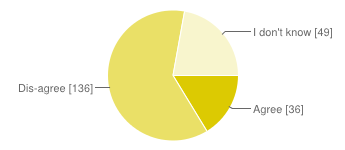 I don't know [49]
Dis-agree [136]
Agree [36]